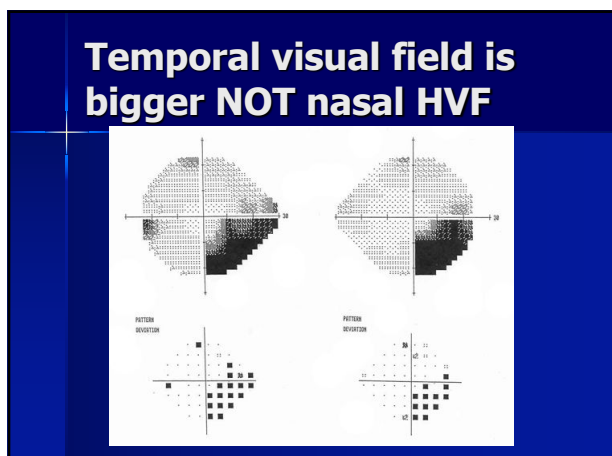 Temporal visual field is
bigger NOT nasal HVF
30
30
PATTERN
DEVIATION
PATTERN
DEVIATION